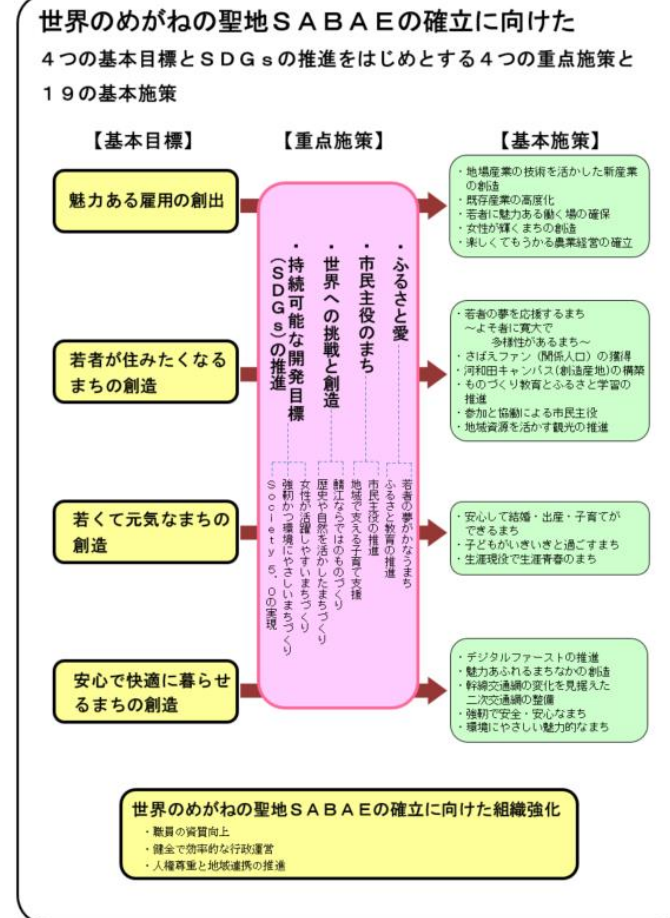 世界のめがねの聖地ＳＡＢＡＥの確立に向けた
４つの基本目標とＳＤＧｓの推進をはじめとする４つの重点施策と
１９の基本施策
【基本目標】
【重点施策】
【基本施策】
魅力ある雇用の創出
若者が住みたくなる
まちの創造
若くて元気なまちの
創造
安心で快適に暮らせ
るまちの創造
・ふるさと愛
・市民主役のまち
・世界への挑戦と創造
・持続可能な開発目標
（ＳＤＧｓ）の推進
若者の夢がかなうまち
ふるさと教育の推進
市民主役の推進
地域で支える子育て支援
鯖江ならではのものづくり
歴史や自然を活かしたまちづくり
女性が活躍しやすいまちづくり
強靭かつ環境にやさしいまちづくり
Ｓｏｃｉｅｔｙ５．０の実現
・地場産業の技術を活かした新産業
の創造
・既存産業の高度化
・若者に魅力ある働く場の確保
・女性が輝くまちの創造
・楽しくてもうかる農業経営の確立
・若者の夢を応援するまち
～よそ者に寛大で
多様性があるまち～
・さばえファン（関係人口）の獲得
・河和田キャンパス(創造産地)の構築
・ものづくり教育とふるさと学習の
推進
・参加と協働による市民主役
・地域資源を活かす観光の推進
・安心して結婚・出産・子育てが
できるまち
・子どもがいきいきと過ごすまち
・生涯現役で生涯青春のまち
・デジタルファーストの推進
・魅力あふれるまちなかの創造
・幹線交通網の変化を見据えた
二次交通網の整備
・強靭で安全・安心なまち
・環境にやさしい魅力的なまち
世界のめがねの聖地ＳＡＢＡＥの確立に向けた組織強化
・職員の資質向上
・健全で効率的な行政運営
・人権尊重と地域連携の推進